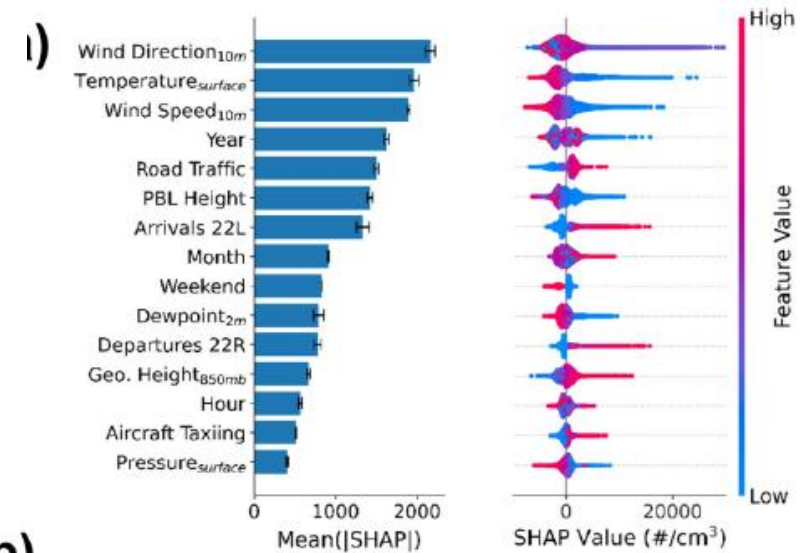 a)
High
Wind Direction10m
Temperaturesurface
Wind Speed10m
Year
Road Traffic
PBL Height
Arrivals 22L
Month
Weekend
Dewpoint2m
Departures 22R
Geo. Height850mb
Hour
Aircraft Taxiing
Pressuresurface
Feature Value
Low
0 1000 2000
0 20000
Mean(|SHAP|)
SHAP Value (#/cm³)